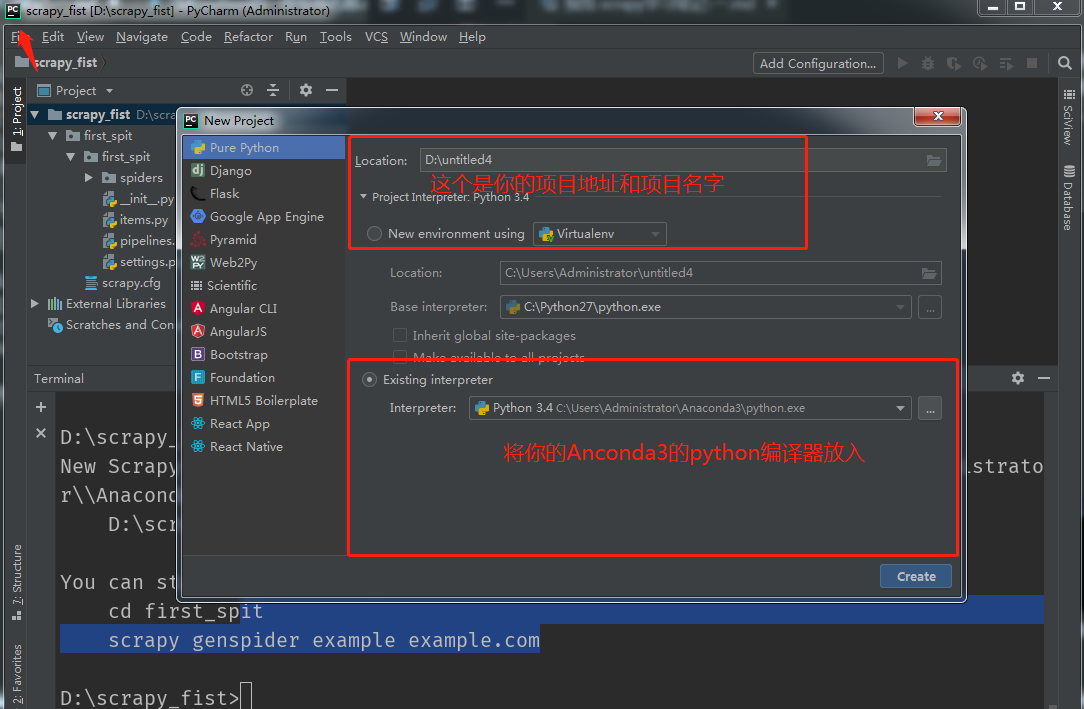 scrapy_fist [D:\scrapy_fist] - PyCharm (Administrator)
Edit View Navigate Code Refactor Run Tools VCS Window Help
scrapy_fist
Add Configuration...
1: Project
Project
scrapy_fist D:\scra
first_spit
first_spit
spiders
__init__.py
items.py
pipelines.
settings.p
scrapy.cfg
External Libraries
Scratches and Con
New Project
Pure Python
Django
Flask
Google App Engine
Pyramid
Web2Py
Scientific
Angular CLI
AngularJS
Bootstrap
Foundation
HTML5 Boilerplate
React App
React Native
Location: D:\untitled4
这个是你的项目地址和项目名字
Project Interpreter: Python 3.4
New environment using Virtualenv
Location: C:\Users\Administrator\untitled4
Base interpreter: C:\Python27\python.exe ...
Inherit global site-packages
Make available to all projects
Existing interpreter
Interpreter: Python 3.4 C:\Users\Administrator\Anaconda3\python.exe ...
将你的Anconda3的python编译器放入
Create
SciView
Database
Terminal
D:\scrapy_
New Scrapy istrato
r\\Anacond
D:\scr
You can st
cd first_spit
scrapy genspider example example.com
D:\scrapy_fist>
7: Structure
2: Favorites